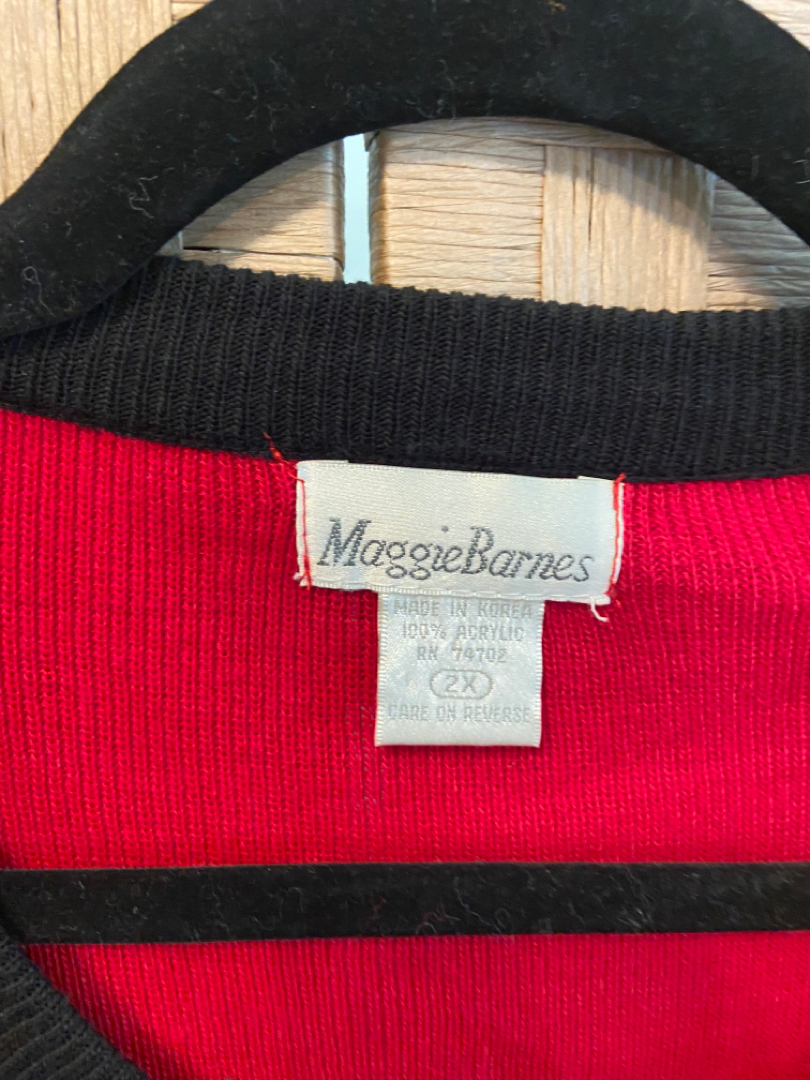 MaggieBarnes
MADE IN KOREA
100% ACRYLIC
RN 74702
2X
CARE ON REVERSE